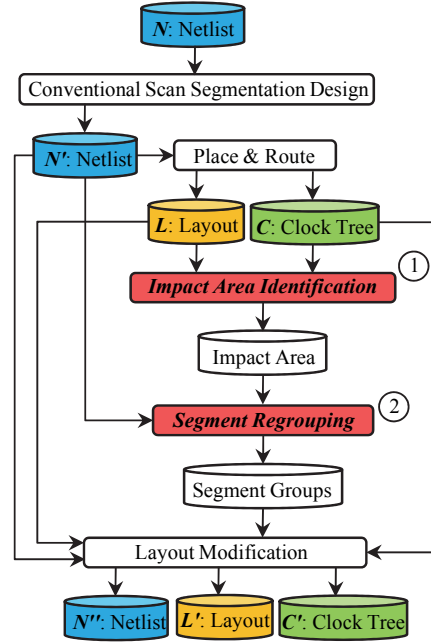 N: Netlist
Conventional Scan Segmentation Design
N': Netlist
Place & Route
L: Layout
C: Clock Tree
1
Impact Area Identification
Impact Area
2
Segment Regrouping
Segment Groups
Layout Modification
N'': Netlist
L': Layout
C': Clock Tree